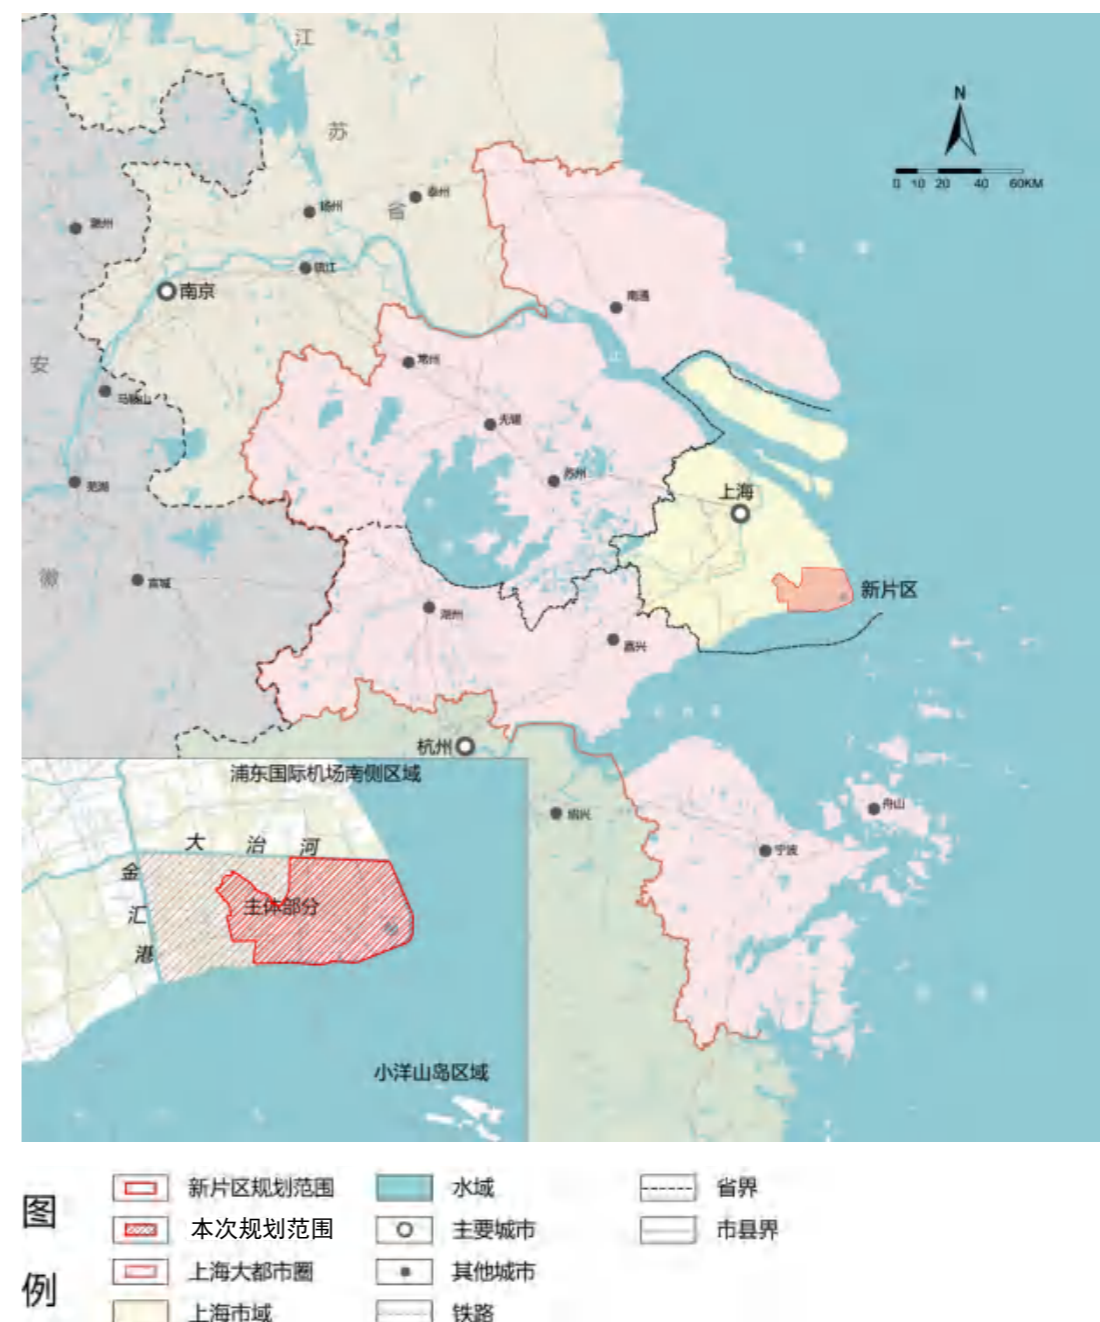 江
苏
省
N
0 10 20 40 60KM
滁州
扬州
泰州
镇江
南京
南通
江
安
常州
马鞍山
无锡
苏州
芜湖
上海
徽
宣城
新片区
湖州
嘉兴
杭州
浦东国际机场南侧区域
舟山
绍兴
大治河
宁波
金汇港
主体部分
小洋山岛区域
图例
新片区规划范围
水域
省界
本次规划范围
主要城市
市县界
上海大都市圈
其他城市
上海市域
铁路